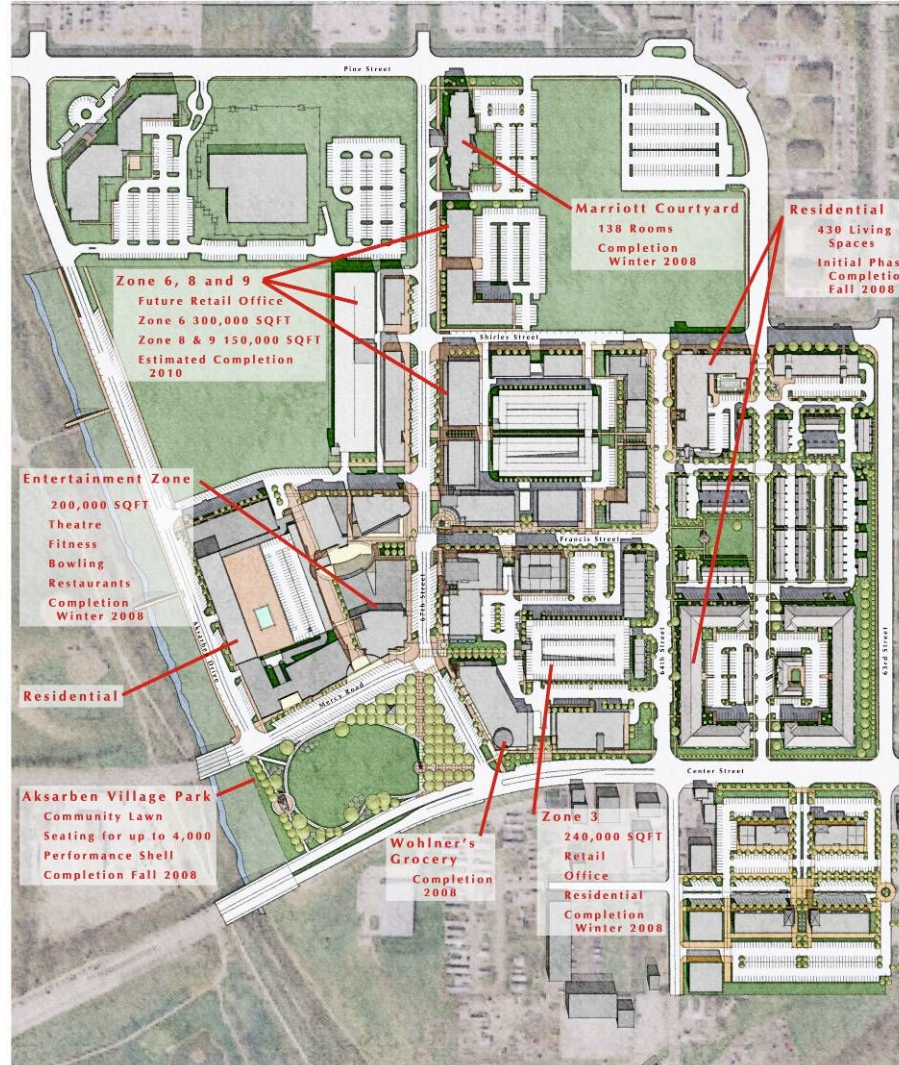 Pine Street
Marriott Courtyard
138 Rooms
Completion
Winter 2008
Residential
430 Living
Spaces
Initial Phas
Completio
Fall 2008
Zone 6, 8 and 9
Future Retail Office
Zone 6 300,000 SQFT
Zone 8 & 9 150,000 SQFT
Estimated Completion
2010
Shirley Street
Entertainment Zone
200,000 SQFT
Theatre
Fitness
Bowling
Restaurants
Completion
Winter 2008
Francis Street
67th Street
64th Street
63rd Street
Aksarben Drive
Residential
Mercy Road
Center Street
Aksarben Village Park
Community Lawn
Seating for up to 4,000
Performance Shell
Completion Fall 2008
Wohlner's
Grocery
Completion
2008
Zone 3
240,000 SQFT
Retail
Office
Residential
Completion
Winter 2008